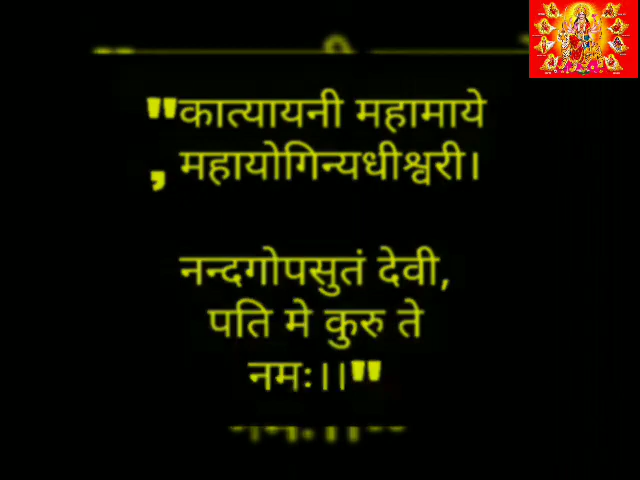 "कात्यायनी महामाये
, महायोगिन्यधीश्वरी।
नन्दगोपसुतं देवी,
पति मे कुरु ते
नमः।।"